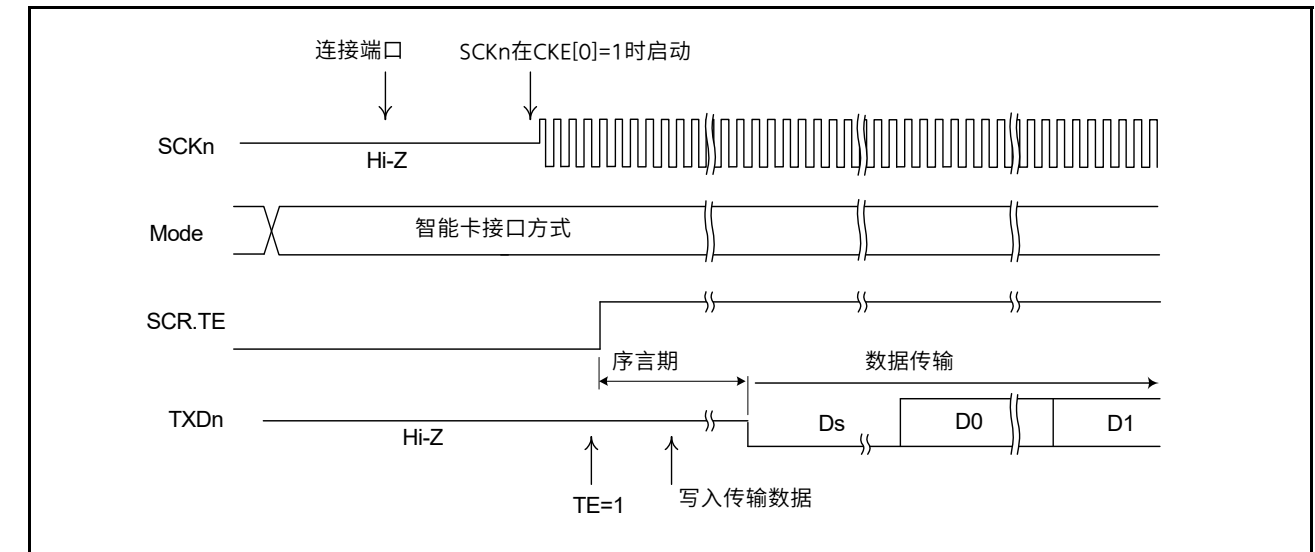 连接端口
SCKn在CKE[0]=1时启动
SCKn
Hi-Z
Mode
智能卡接口方式
SCR.TE
序言期
数据传输
TXDn
Hi-Z
Ds
D0
D1
TE=1
写入传输数据